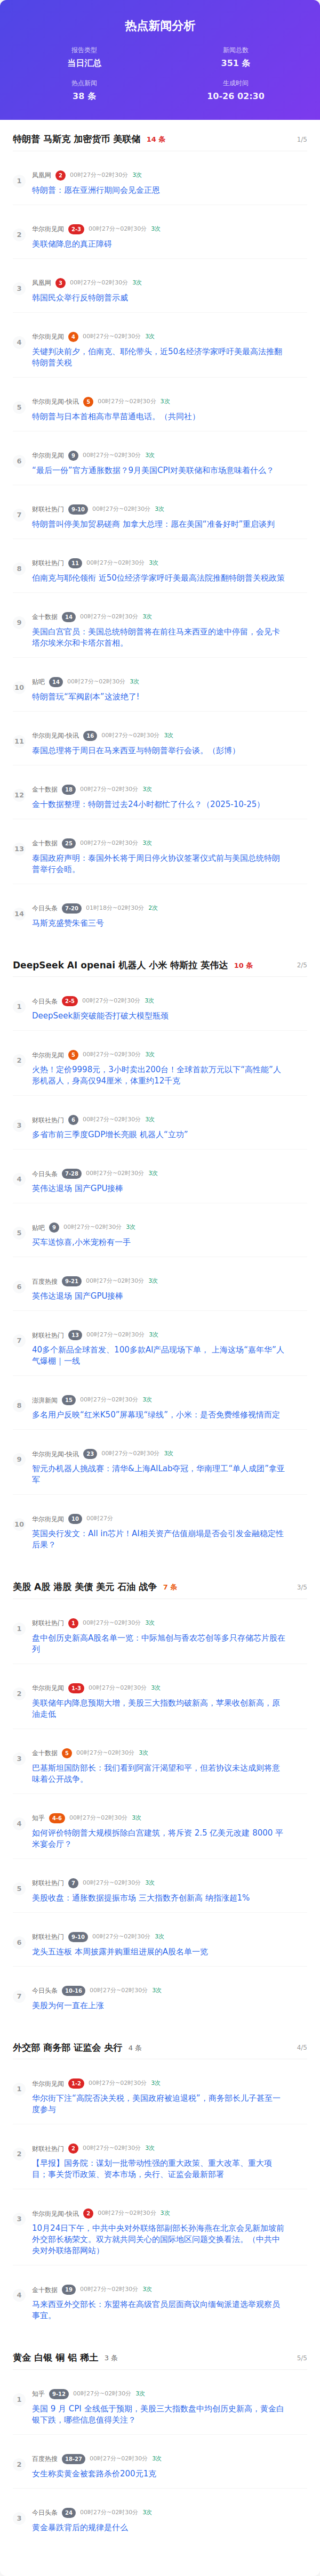 热点新闻分析
报告类型
新闻总数
当日汇总
351 条
热点新闻
生成时间
38 条
10-26 02:30
特朗普 马斯克 加密货币 美联储 14 条 1/5
1
凤凰网 2 00时27分~02时30分 3次
特朗普：愿在亚洲行期间会见金正恩
2
华尔街见闻 2-3 00时27分~02时30分 3次
美联储降息的真正障碍
3
凤凰网 3 00时27分~02时30分 3次
韩国民众举行反特朗普示威
4
华尔街见闻 4 00时27分~02时30分 3次
关键判决前夕，伯南克、耶伦带头，近50名经济学家呼吁美最高法推翻
特朗普关税
5
华尔街见闻-快讯 5 00时27分~02时30分 3次
特朗普与日本首相高市早苗通电话。（共同社）
6
华尔街见闻 9 00时27分~02时30分 3次
“最后一份”官方通胀数据？9月美国CPI对美联储和市场意味着什么？
7
财联社热门 9-10 00时27分~02时30分 3次
特朗普叫停美加贸易磋商 加拿大总理：愿在美国“准备好时”重启谈判
8
财联社热门 11 00时27分~02时30分 3次
伯南克与耶伦领衔 近50位经济学家呼吁美最高法院推翻特朗普关税政策
9
金十数据 14 00时27分~02时30分 3次
美国白宫官员：美国总统特朗普将在前往马来西亚的途中停留，会见卡
塔尔埃米尔和卡塔尔首相。
10
贴吧 14 00时27分~02时30分 3次
特朗普玩“军阀剧本”这波绝了!
11
华尔街见闻-快讯 16 00时27分~02时30分 3次
泰国总理将于周日在马来西亚与特朗普举行会谈。（彭博）
12
金十数据 18 00时27分~02时30分 3次
金十数据整理：特朗普过去24小时都忙了什么？（2025-10-25）
13
金十数据 25 00时27分~02时30分 3次
泰国政府声明：泰国外长将于周日停火协议签署仪式前与美国总统特朗
普举行会晤。
14
今日头条 7-20 01时18分~02时30分 2次
马斯克盛赞朱雀三号
DeepSeek AI openai 机器人 小米 特斯拉 英伟达 10 条 2/5
1
今日头条 2-5 00时27分~02时30分 3次
DeepSeek新突破能否打破大模型瓶颈
2
华尔街见闻 5 00时27分~02时30分 3次
火热！定价9998元，3小时卖出200台！全球首款万元以下“高性能”人
形机器人，身高仅94厘米，体重约12千克
3
财联社热门 6 00时27分~02时30分 3次
多省市前三季度GDP增长亮眼 机器人“立功”
4
今日头条 7-28 00时27分~02时30分 3次
英伟达退场 国产GPU接棒
5
贴吧 9 00时27分~02时30分 3次
买车送惊喜,小米宠粉有一手
6
百度热搜 9-21 00时27分~02时30分 3次
英伟达退场 国产GPU接棒
7
财联社热门 13 00时27分~02时30分 3次
40多个新品全球首发、100多款AI产品现场下单 ，上海这场“嘉年华”人
气爆棚｜一线
8
澎湃新闻 15 00时27分~02时30分 3次
多名用户反映“红米K50”屏幕现“绿线”，小米：是否免费维修视情而定
9
华尔街见闻-快讯 23 00时27分~02时30分 3次
智元办机器人挑战赛：清华&上海AILab夺冠，华南理工“单人成团”拿亚
军
10
华尔街见闻 10 00时27分
英国央行发文：All in芯片！AI相关资产估值崩塌是否会引发金融稳定性
后果？
美股 A股 港股 美债 美元 石油 战争 7 条 3/5
1
财联社热门 1 00时27分~02时30分 3次
盘中创历史新高A股名单一览：中际旭创与香农芯创等多只存储芯片股在
列
2
华尔街见闻 1-3 00时27分~02时30分 3次
美联储年内降息预期大增，美股三大指数均破新高，苹果收创新高，原
油走低
3
金十数据 5 00时27分~02时30分 3次
巴基斯坦国防部长：我们看到阿富汗渴望和平，但若协议未达成则将意
味着公开战争。
4
知乎 4-6 00时27分~02时30分 3次
如何评价特朗普大规模拆除白宫建筑，将斥资 2.5 亿美元改建 8000 平
米宴会厅？
5
财联社热门 7 00时27分~02时30分 3次
美股收盘：通胀数据提振市场 三大指数齐创新高 纳指涨超1%
6
财联社热门 9-10 00时27分~02时30分 3次
龙头五连板 本周披露并购重组进展的A股名单一览
7
今日头条 10-16 00时27分~02时30分 3次
美股为何一直在上涨
外交部 商务部 证监会 央行 4 条 4/5
1
华尔街见闻 1-2 00时27分~02时30分 3次
华尔街下注“高院否决关税，美国政府被迫退税”，商务部长儿子甚至一
度参与
2
财联社热门 2 00时27分~02时30分 3次
【早报】国务院：谋划一批带动性强的重大政策、重大改革、重大项
目；事关货币政策、资本市场，央行、证监会最新部署
3
华尔街见闻-快讯 2 00时27分~02时30分 3次
10月24日下午，中共中央对外联络部副部长孙海燕在北京会见新加坡前
外交部长杨荣文。双方就共同关心的国际地区问题交换看法。（中共中
央对外联络部网站）
4
金十数据 19 00时27分~02时30分 3次
马来西亚外交部长：东盟将在高级官员层面商议向缅甸派遣选举观察员
事宜。
黄金 白银 铜 铝 稀土 3 条 5/5
1
知乎 9-12 00时27分~02时30分 3次
美国 9 月 CPI 全线低于预期，美股三大指数盘中均创历史新高，黄金白
银下跌，哪些信息值得关注？
2
百度热搜 18-27 00时27分~02时30分 3次
女生称卖黄金被套路杀价200元1克
3
今日头条 24 00时27分~02时30分 3次
黄金暴跌背后的规律是什么